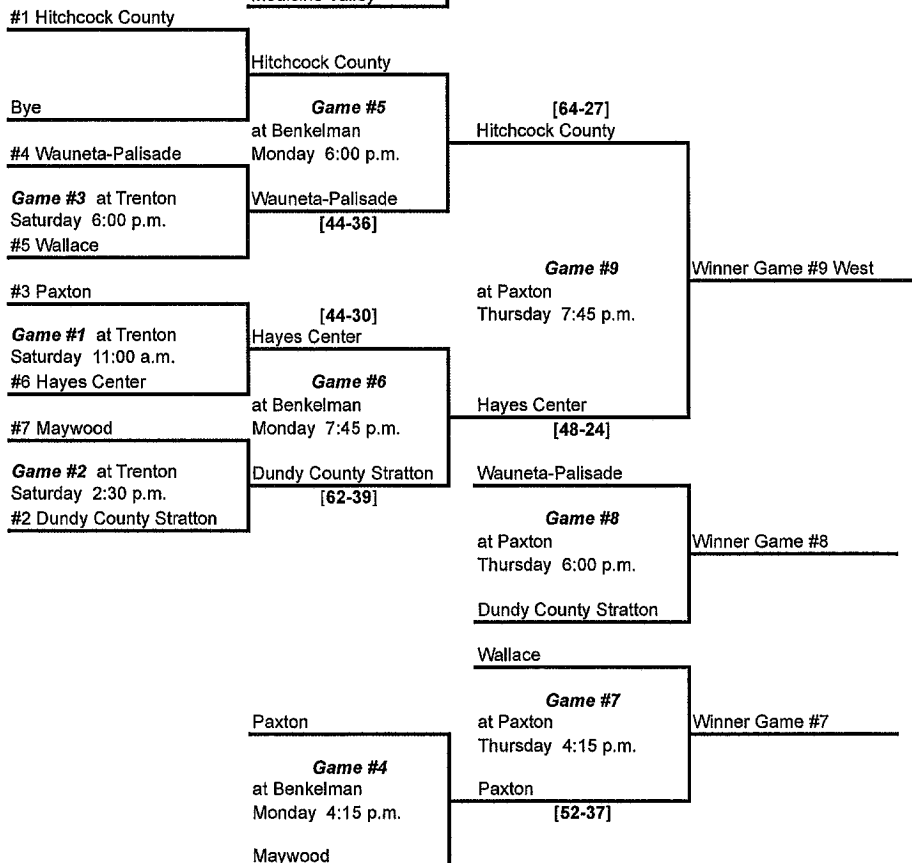 #1 Hitchcock County
Hitchcock County
Bye
Game #5
at Benkelman
Monday 6:00 p.m.
[64-27]
Hitchcock County
#4 Wauneta-Palisade
Game #3 at Trenton
Saturday 6:00 p.m.
#5 Wallace
Wauneta-Palisade
[44-36]
Game #9
at Paxton
Thursday 7:45 p.m.
Winner Game #9 West
#3 Paxton
Game #1 at Trenton
Saturday 11:00 a.m.
#6 Hayes Center
[44-30]
Hayes Center
Game #6
at Benkelman
Monday 7:45 p.m.
Hayes Center
[48-24]
#7 Maywood
Game #2 at Trenton
Saturday 2:30 p.m.
#2 Dundy County Stratton
Dundy County Stratton
[62-39]
Wauneta-Palisade
Game #8
at Paxton
Thursday 6:00 p.m.
Winner Game #8
Dundy County Stratton
Wallace
Game #7
at Paxton
Thursday 4:15 p.m.
Winner Game #7
Paxton
Game #4
at Benkelman
Monday 4:15 p.m.
Paxton
[52-37]
Maywood